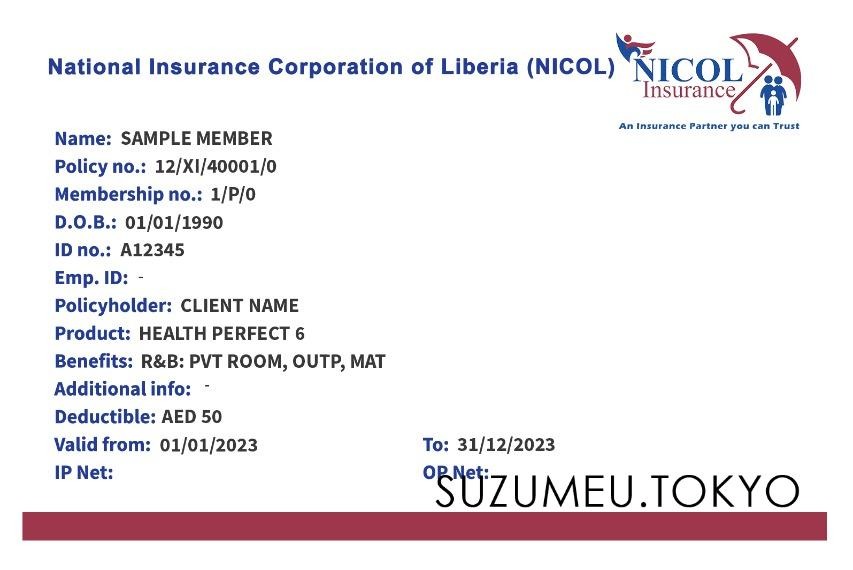 National Insurance Corporation of Liberia (NICOL)
NICOL
Insurance
An Insurance Partner you can Trust
Name: SAMPLE MEMBER
Policy no.: 12/XI/40001/0
Membership no.: 1/P/0
D.O.B.: 01/01/1990
ID no.: A12345
Emp. ID: -
Policyholder: CLIENT NAME
Product: HEALTH PERFECT 6
Benefits: R&B: PVT ROOM, OUTP, MAT
Additional info: -
Deductible: AED 50
Valid from: 01/01/2023 To: 31/12/2023
IP Net: OP Net:
SUZUMEU.TOKYO